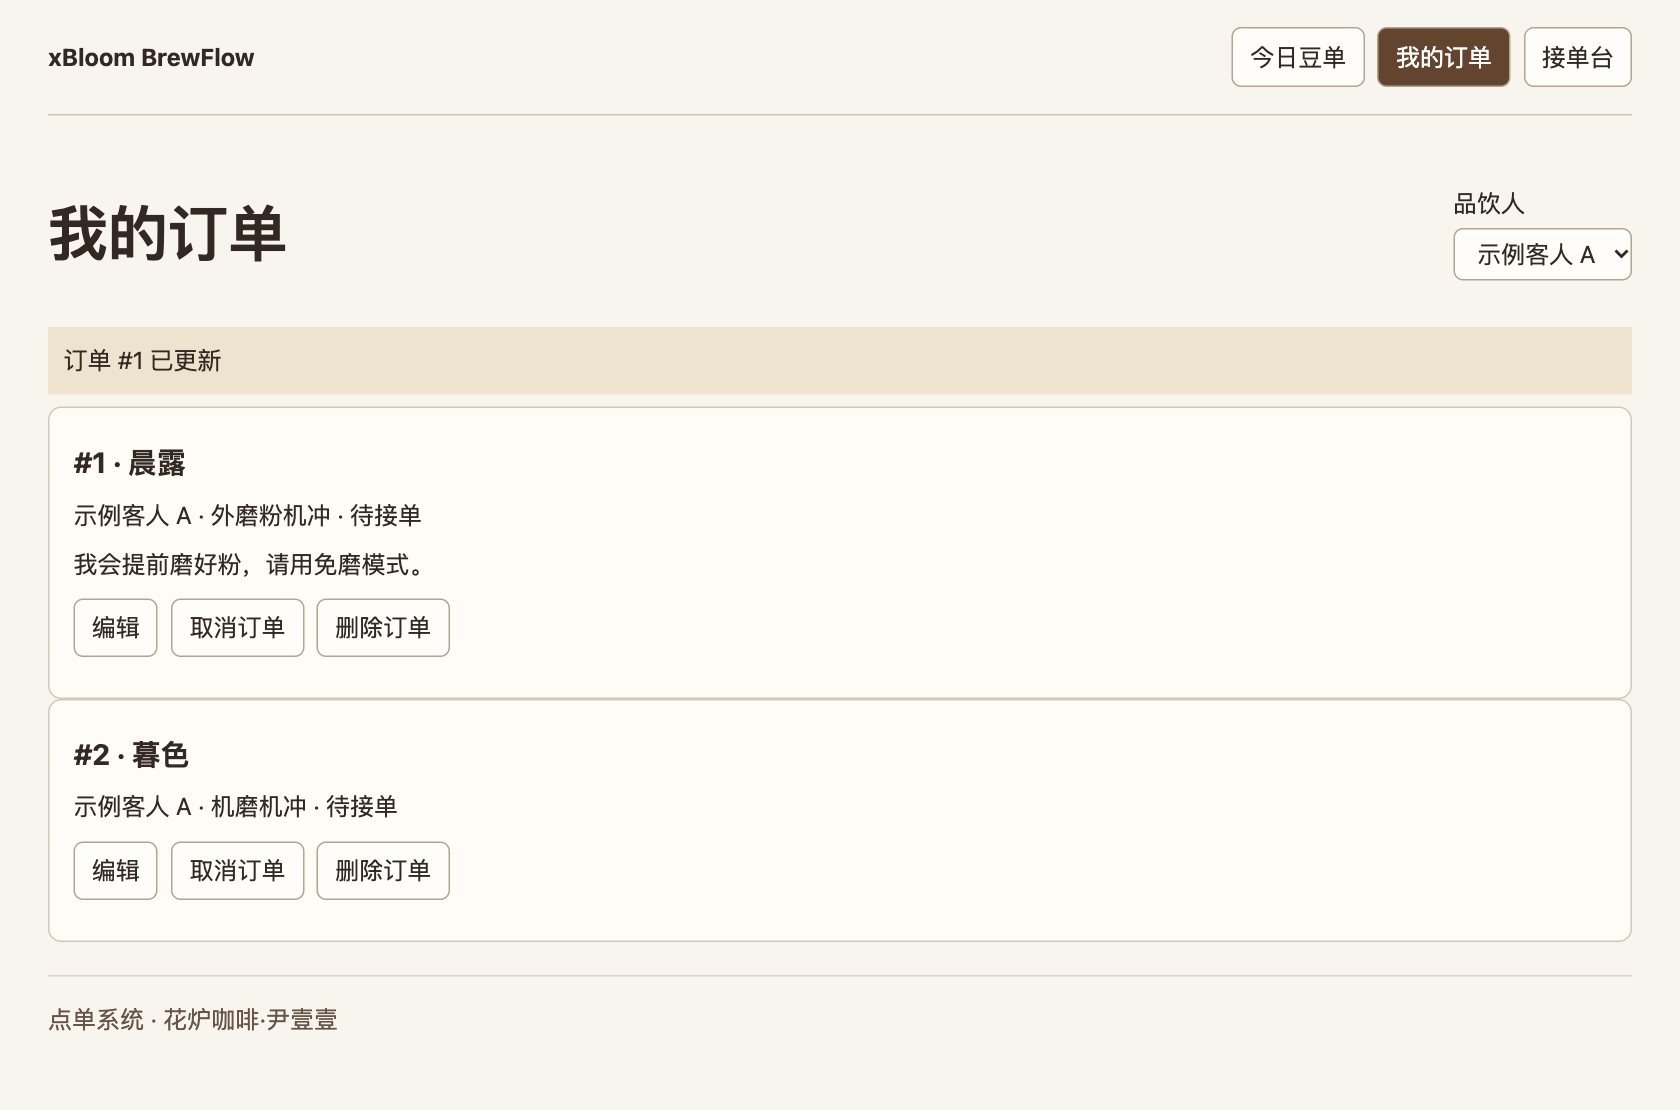 xBloom BrewFlow
今日豆单
我的订单
接单台
我的订单
品饮人
示例客人 A
订单 #1 已更新
#1 · 晨露
示例客人 A · 外磨粉机冲 · 待接单
我会提前磨好粉，请用免磨模式。
编辑
取消订单
删除订单
#2 · 暮色
示例客人 A · 机磨机冲 · 待接单
编辑
取消订单
删除订单
点单系统 · 花炉咖啡·尹壹壹